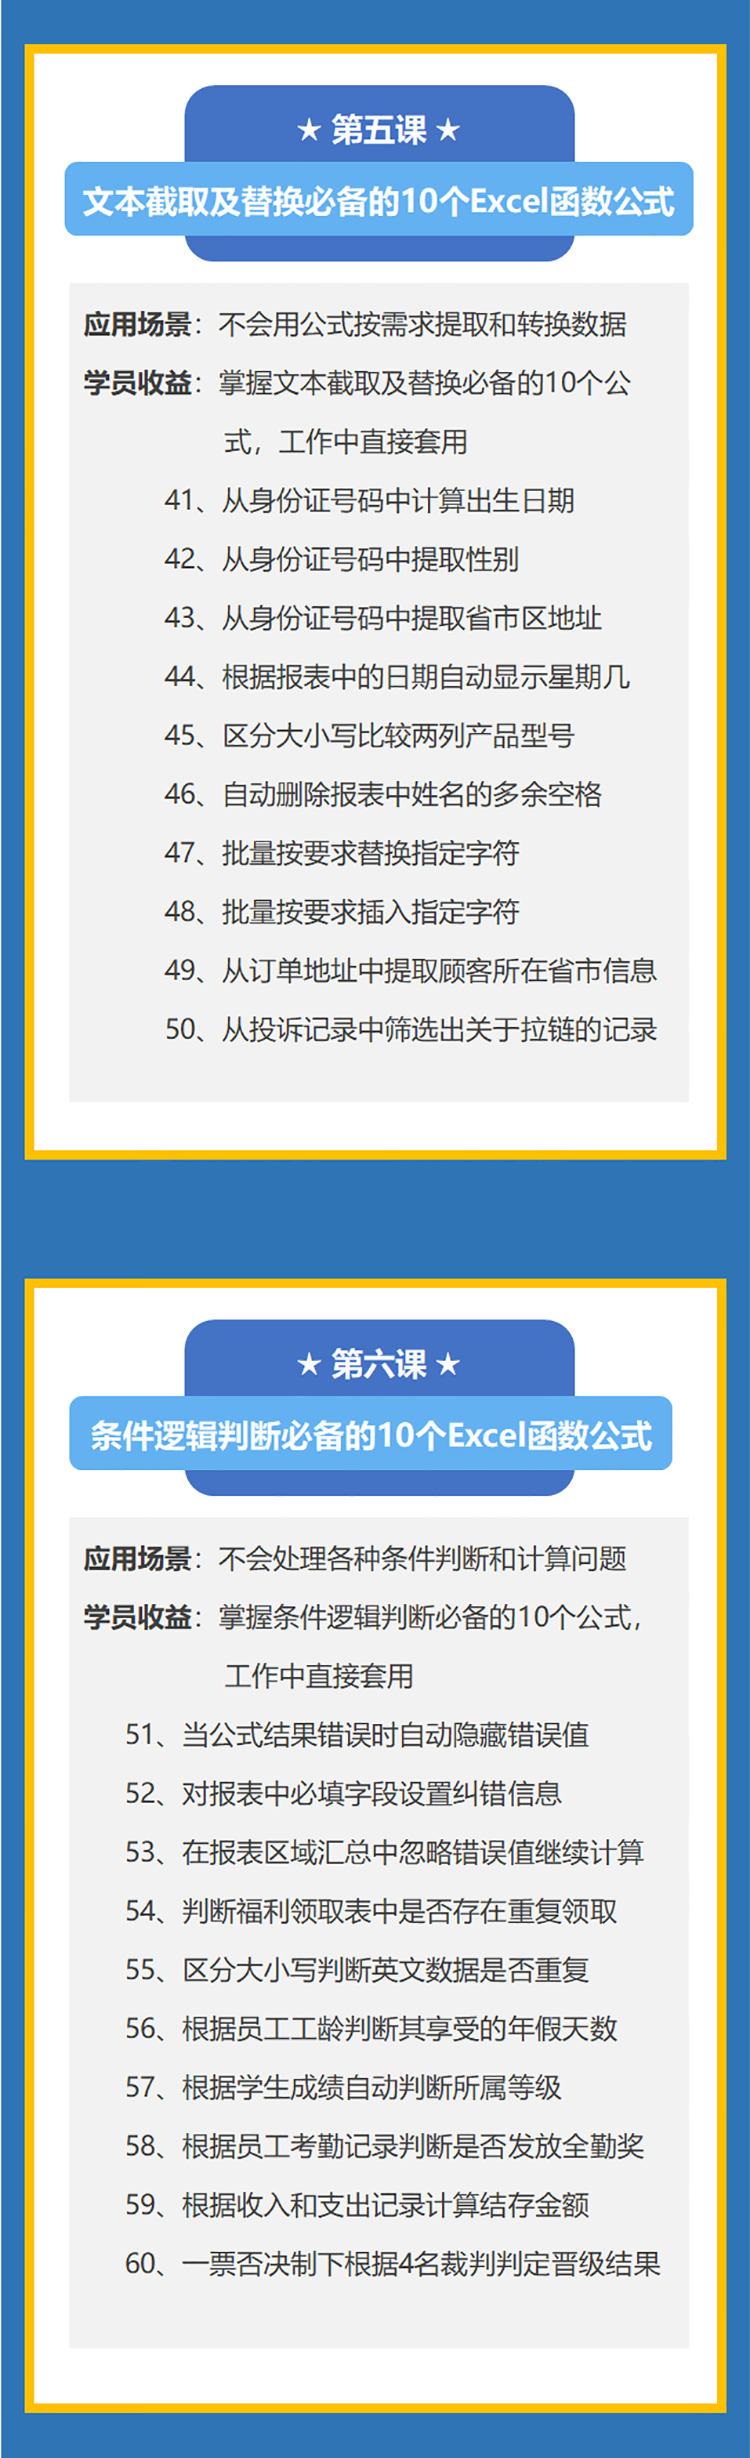 ★ 第五课 ★
文本截取及替换必备的10个Excel函数公式
应用场景：不会用公式按需求提取和转换数据
学员收益：掌握文本截取及替换必备的10个公
式，工作中直接套用
41、从身份证号码中计算出生日期
42、从身份证号码中提取性别
43、从身份证号码中提取省市区地址
44、根据报表中的日期自动显示星期几
45、区分大小写比较两列产品型号
46、自动删除报表中姓名的多余空格
47、批量按要求替换指定字符
48、批量按要求插入指定字符
49、从订单地址中提取顾客所在省市信息
50、从投诉记录中筛选出关于拉链的记录
★ 第六课 ★
条件逻辑判断必备的10个Excel函数公式
应用场景：不会处理各种条件判断和计算问题
学员收益：掌握条件逻辑判断必备的10个公式，
工作中直接套用
51、当公式结果错误时自动隐藏错误值
52、对报表中必填字段设置纠错信息
53、在报表区域汇总中忽略错误值继续计算
54、判断福利领取表中是否存在重复领取
55、区分大小写判断英文数据是否重复
56、根据员工工龄判断其享受的年假天数
57、根据学生成绩自动判断所属等级
58、根据员工考勤记录判断是否发放全勤奖
59、根据收入和支出记录计算结存金额
60、一票否决制下根据4名裁判判定晋级结果